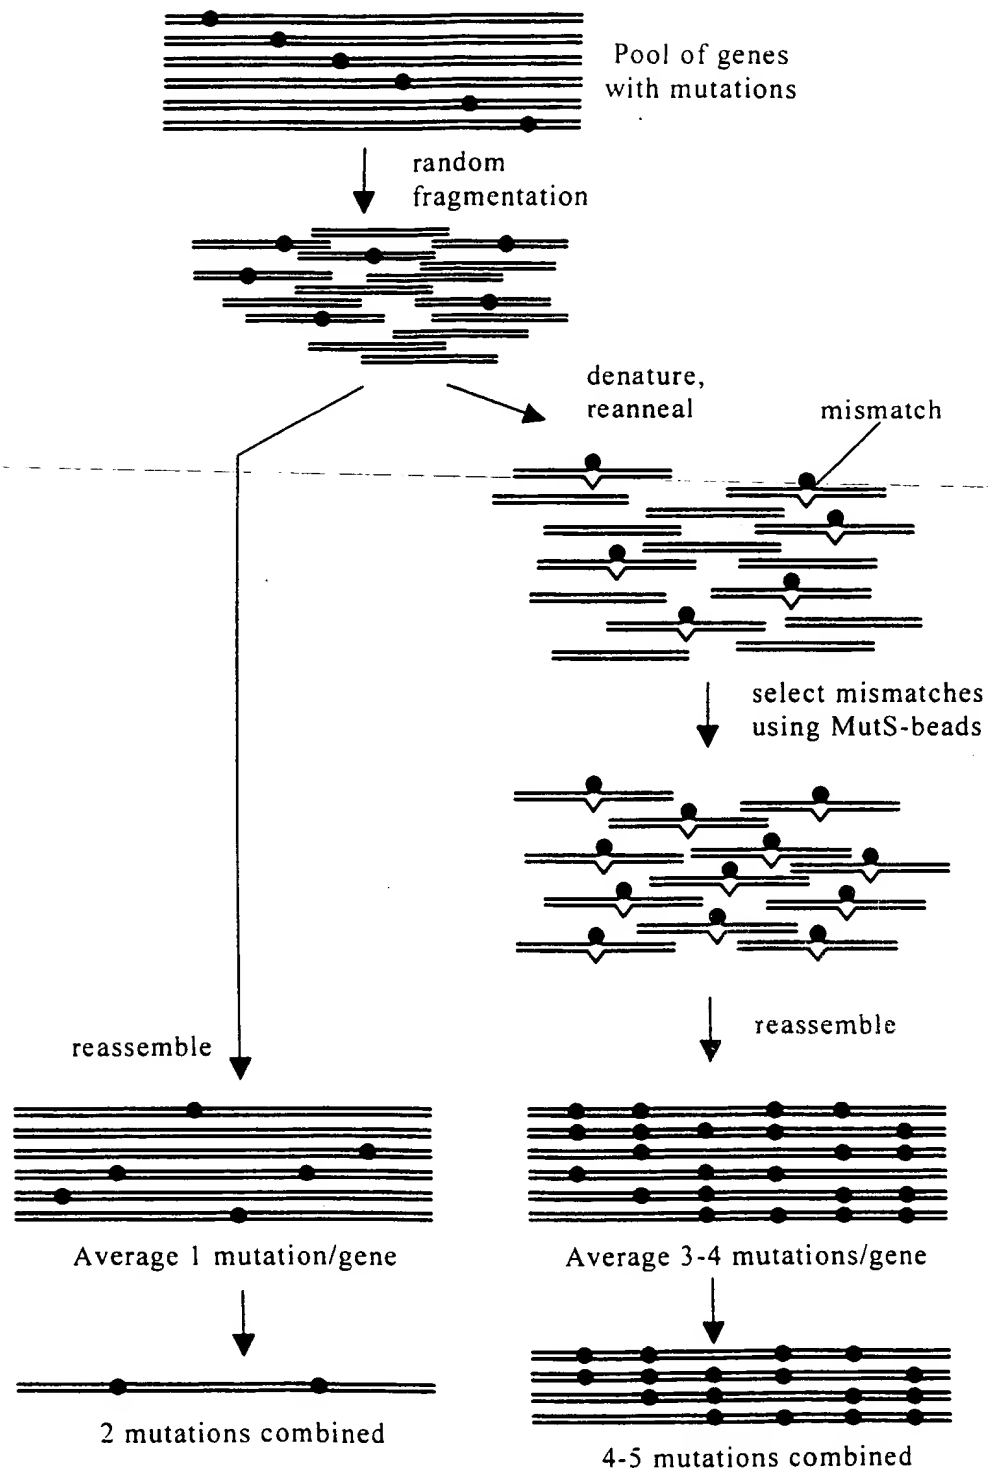 Pool of genes
with mutations
random
fragmentation
denature,
reanneal
mismatch
select mismatches
using MutS-beads
reassemble
reassemble
Average 1 mutation/gene
Average 3-4 mutations/gene
2 mutations combined
4-5 mutations combined